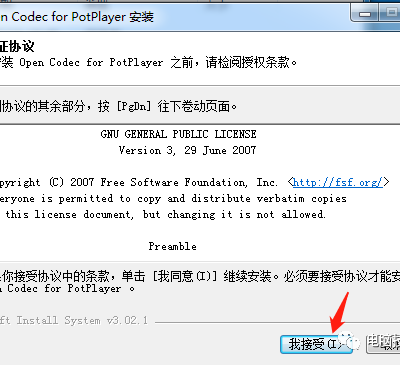 n Codec for PotPlayer 安装
证协议
装 Open Codec for PotPlayer 之前，请检阅授权条款。
协议的其余部分，按 [PgDn] 往下卷动页面。
GNU GENERAL PUBLIC LICENSE
Version 3, 29 June 2007
pyright (C) 2007 Free Software Foundation, Inc. <http://fsf.org/>
eryone is permitted to copy and distribute verbatim copies
this license document, but changing it is not allowed.
Preamble
你接受协议中的条款，单击 [我同意(I)] 继续安装。必须要接受协议才能安
n Codec for PotPlayer 。
ft Install System v3.02.1
我接受(I)
电脑